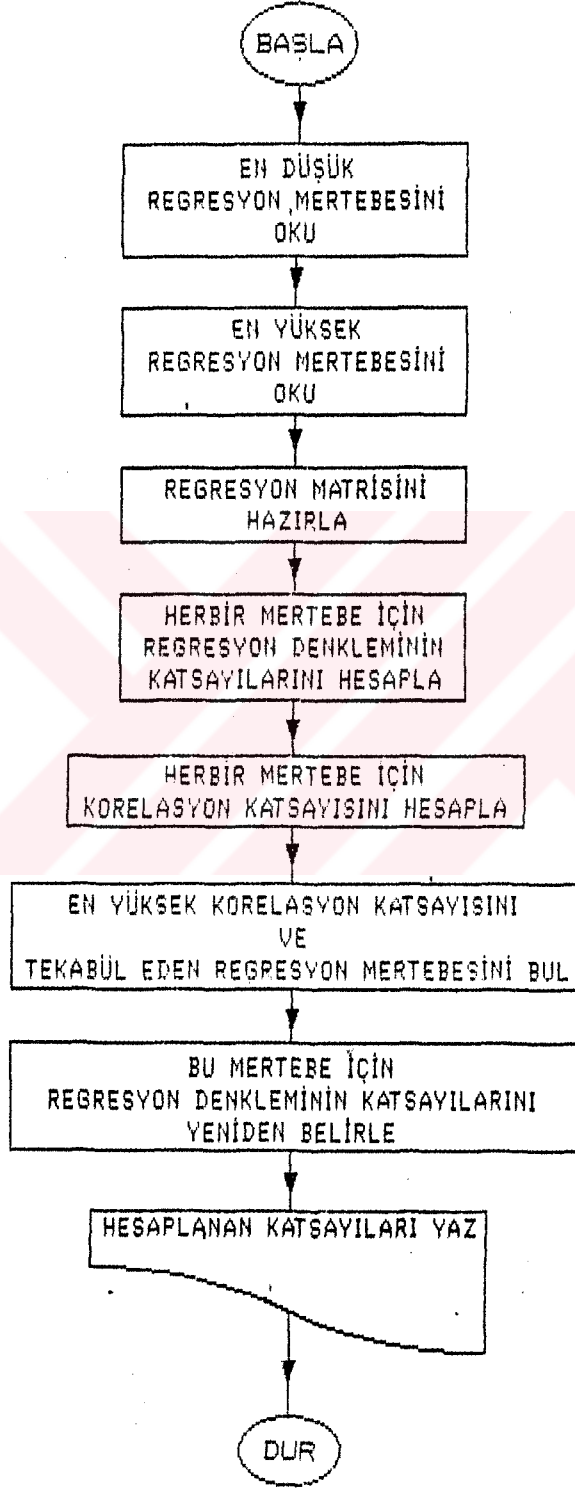 BAŞLA
EN DÜŞÜK
REGRESYON MERTEBESİNİ
OKU
EN YÜKSEK
REGRESYON MERTEBESİNİ
OKU
REGRESYON MATRİSİNİ
HAZIRLA
HERBİR MERTEBE İÇİN
REGRESYON DENKLEMİNİN
KATSAYILARINI HESAPLA
HERBİR MERTEBE İÇİN
KORELASYON KATSAYISINI HESAPLA
EN YÜKSEK KORELASYON KATSAYISINI
VE
TEKABÜL EDEN REGRESYON MERTEBESİNİ BUL
BU MERTEBE İÇİN
REGRESYON DENKLEMİNİN KATSAYILARINI
YENİDEN BELİRLE
HESAPLANAN KATSAYILARI YAZ
DUR